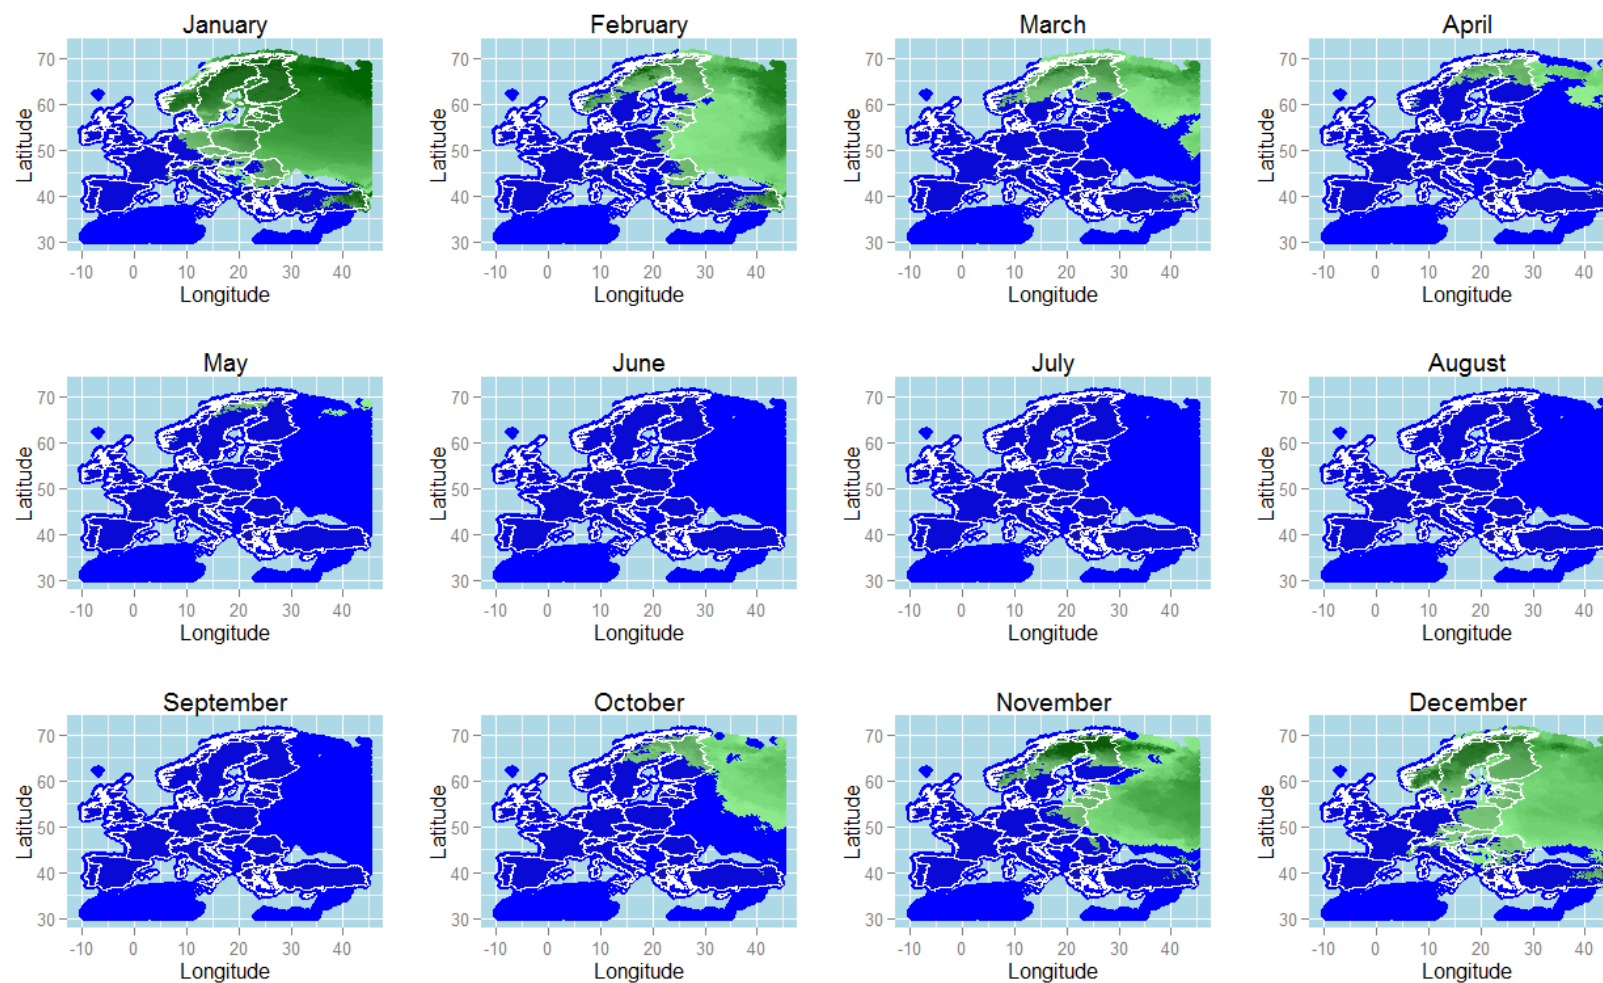 January February March April
70 70 70 70
60 60 60 60
Latitude Latitude Latitude Latitude
50 50 50 50
40 40 40 40
30 30 30 30
-10 0 10 20 30 40 -10 0 10 20 30 40 -10 0 10 20 30 40 -10 0 10 20 30 40
Longitude Longitude Longitude Longitude
May June July August
70 70 70 70
60 60 60 60
Latitude Latitude Latitude Latitude
50 50 50 50
40 40 40 40
30 30 30 30
-10 0 10 20 30 40 -10 0 10 20 30 40 -10 0 10 20 30 40 -10 0 10 20 30 40
Longitude Longitude Longitude Longitude
September October November December
70 70 70 70
60 60 60 60
Latitude Latitude Latitude Latitude
50 50 50 50
40 40 40 40
30 30 30 30
-10 0 10 20 30 40 -10 0 10 20 30 40 -10 0 10 20 30 40 -10 0 10 20 30 40
Longitude Longitude Longitude Longitude